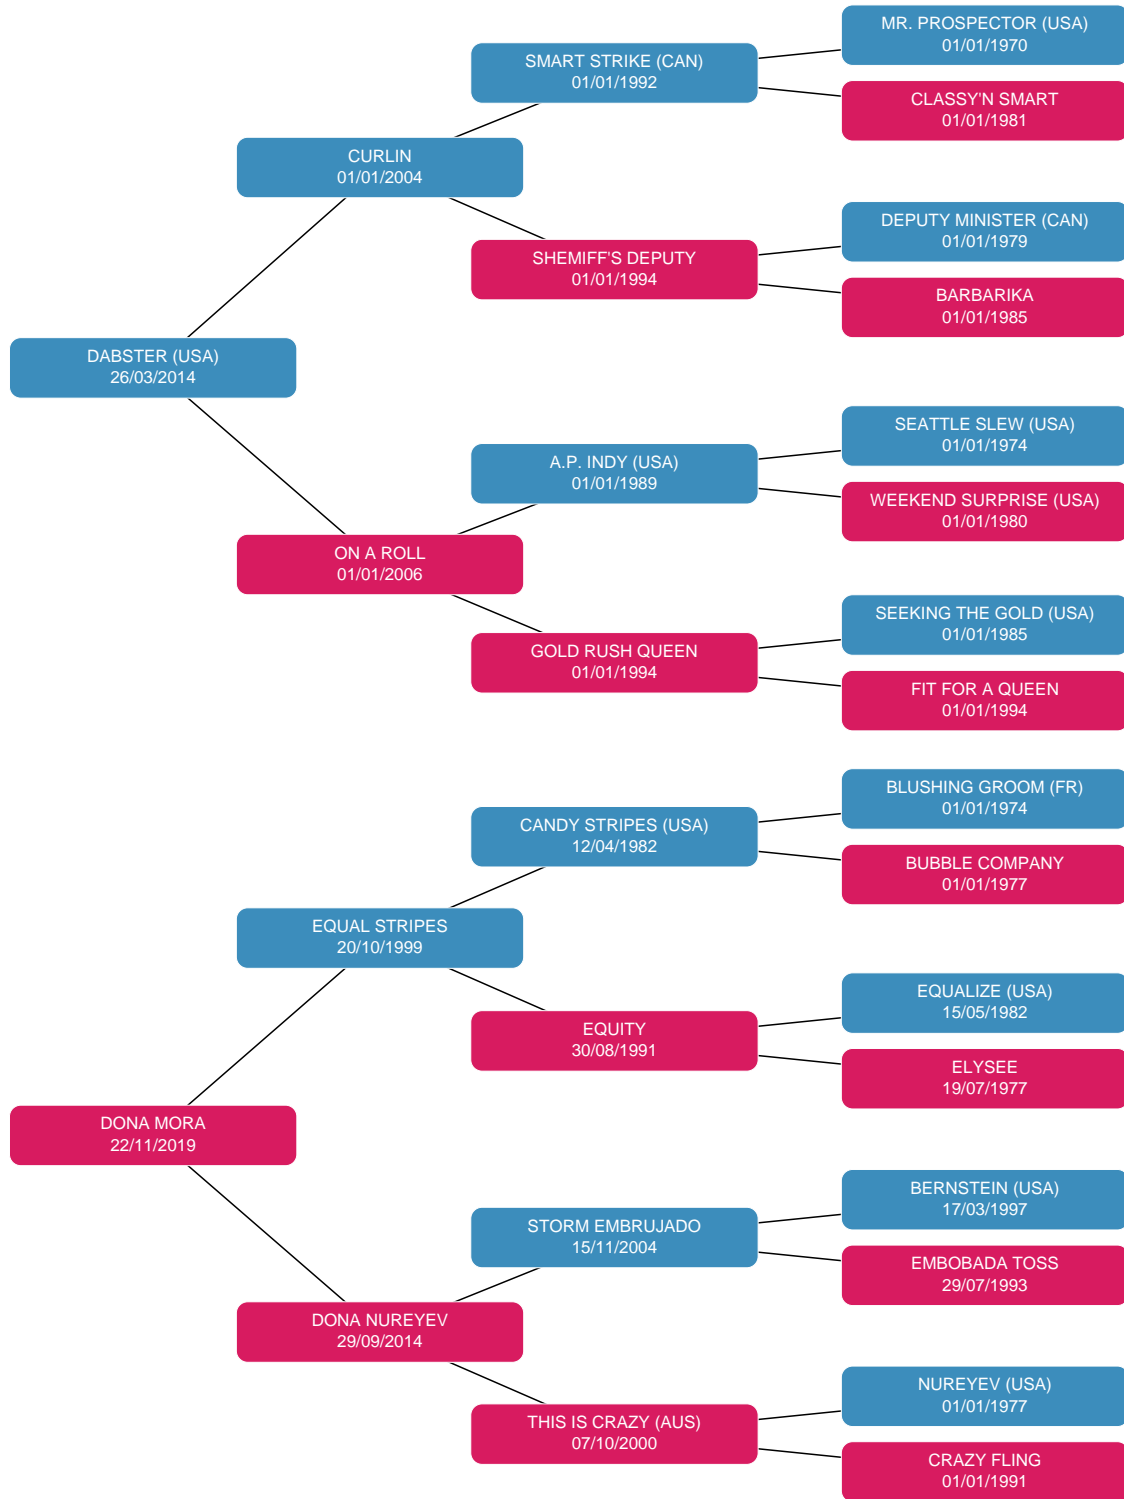 MR. PROSPECTOR (USA)
01/01/1970
SMART STRIKE (CAN)
01/01/1992
CLASSY'N SMART
01/01/1981
CURLIN
01/01/2004
DEPUTY MINISTER (CAN)
01/01/1979
SHEMIFF'S DEPUTY
01/01/1994
BARBARIKA
01/01/1985
DABSTER (USA)
26/03/2014
SEATTLE SLEW (USA)
01/01/1974
A.P. INDY (USA)
01/01/1989
WEEKEND SURPRISE (USA)
01/01/1980
ON A ROLL
01/01/2006
SEEKING THE GOLD (USA)
01/01/1985
GOLD RUSH QUEEN
01/01/1994
FIT FOR A QUEEN
01/01/1994
BLUSHING GROOM (FR)
01/01/1974
CANDY STRIPES (USA)
12/04/1982
BUBBLE COMPANY
01/01/1977
EQUAL STRIPES
20/10/1999
EQUALIZE (USA)
15/05/1982
EQUITY
30/08/1991
ELYSEE
19/07/1977
DONA MORA
22/11/2019
BERNSTEIN (USA)
17/03/1997
STORM EMBRUJADO
15/11/2004
EMBOBADA TOSS
29/07/1993
DONA NUREYEV
29/09/2014
NUREYEV (USA)
01/01/1977
THIS IS CRAZY (AUS)
07/10/2000
CRAZY FLING
01/01/1991